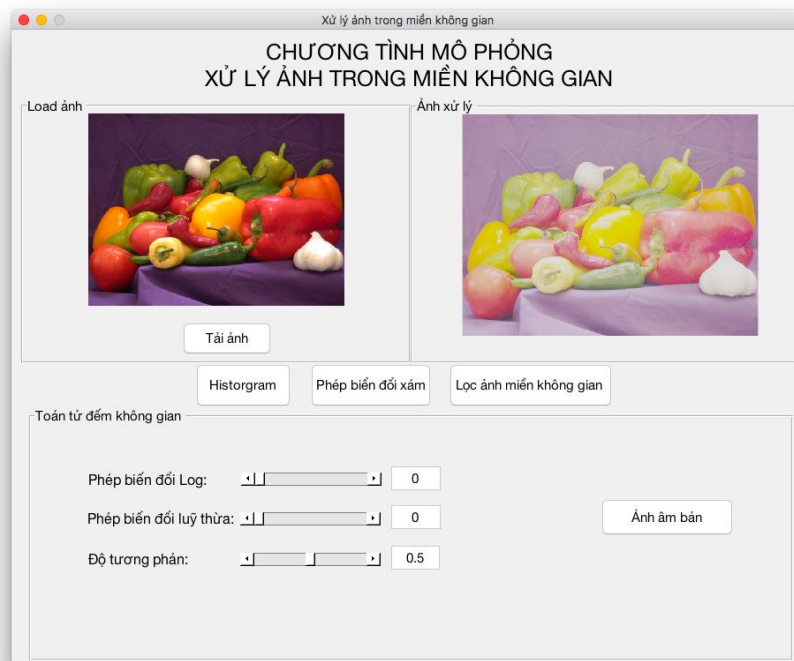 Xử lý ảnh trong miền không gian
CHƯƠNG TÌNH MÔ PHỎNG
XỬ LÝ ẢNH TRONG MIỀN KHÔNG GIAN
Load ảnh
Ảnh xử lý
Tải ảnh
Historgram
Phép biển đổi xám
Lọc ảnh miền không gian
Toán tử đếm không gian
Phép biến đổi Log:
0
Phép biến đổi luỹ thừa:
0
Ảnh âm bản
Độ tương phản:
0.5